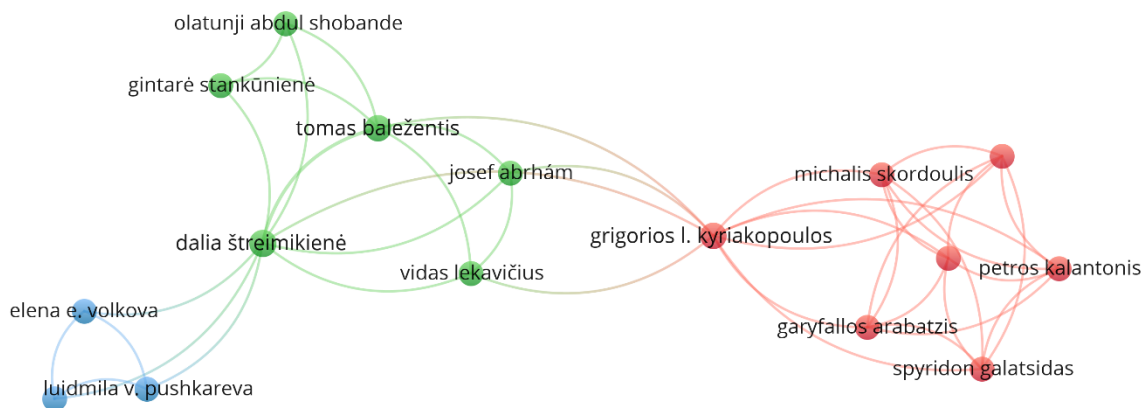 olatunji abdul shobande
gintarė stankūnienė
tomas baležentis
josef abrhám
michalis skordoulis
dalia štreimikienė
grigorios l. kyriakopoulos
vidas lekavičius
petros kalantonis
elena e. volkova
garyfallos arabatzis
spyridon galatsidas
luidmila v. pushkareva